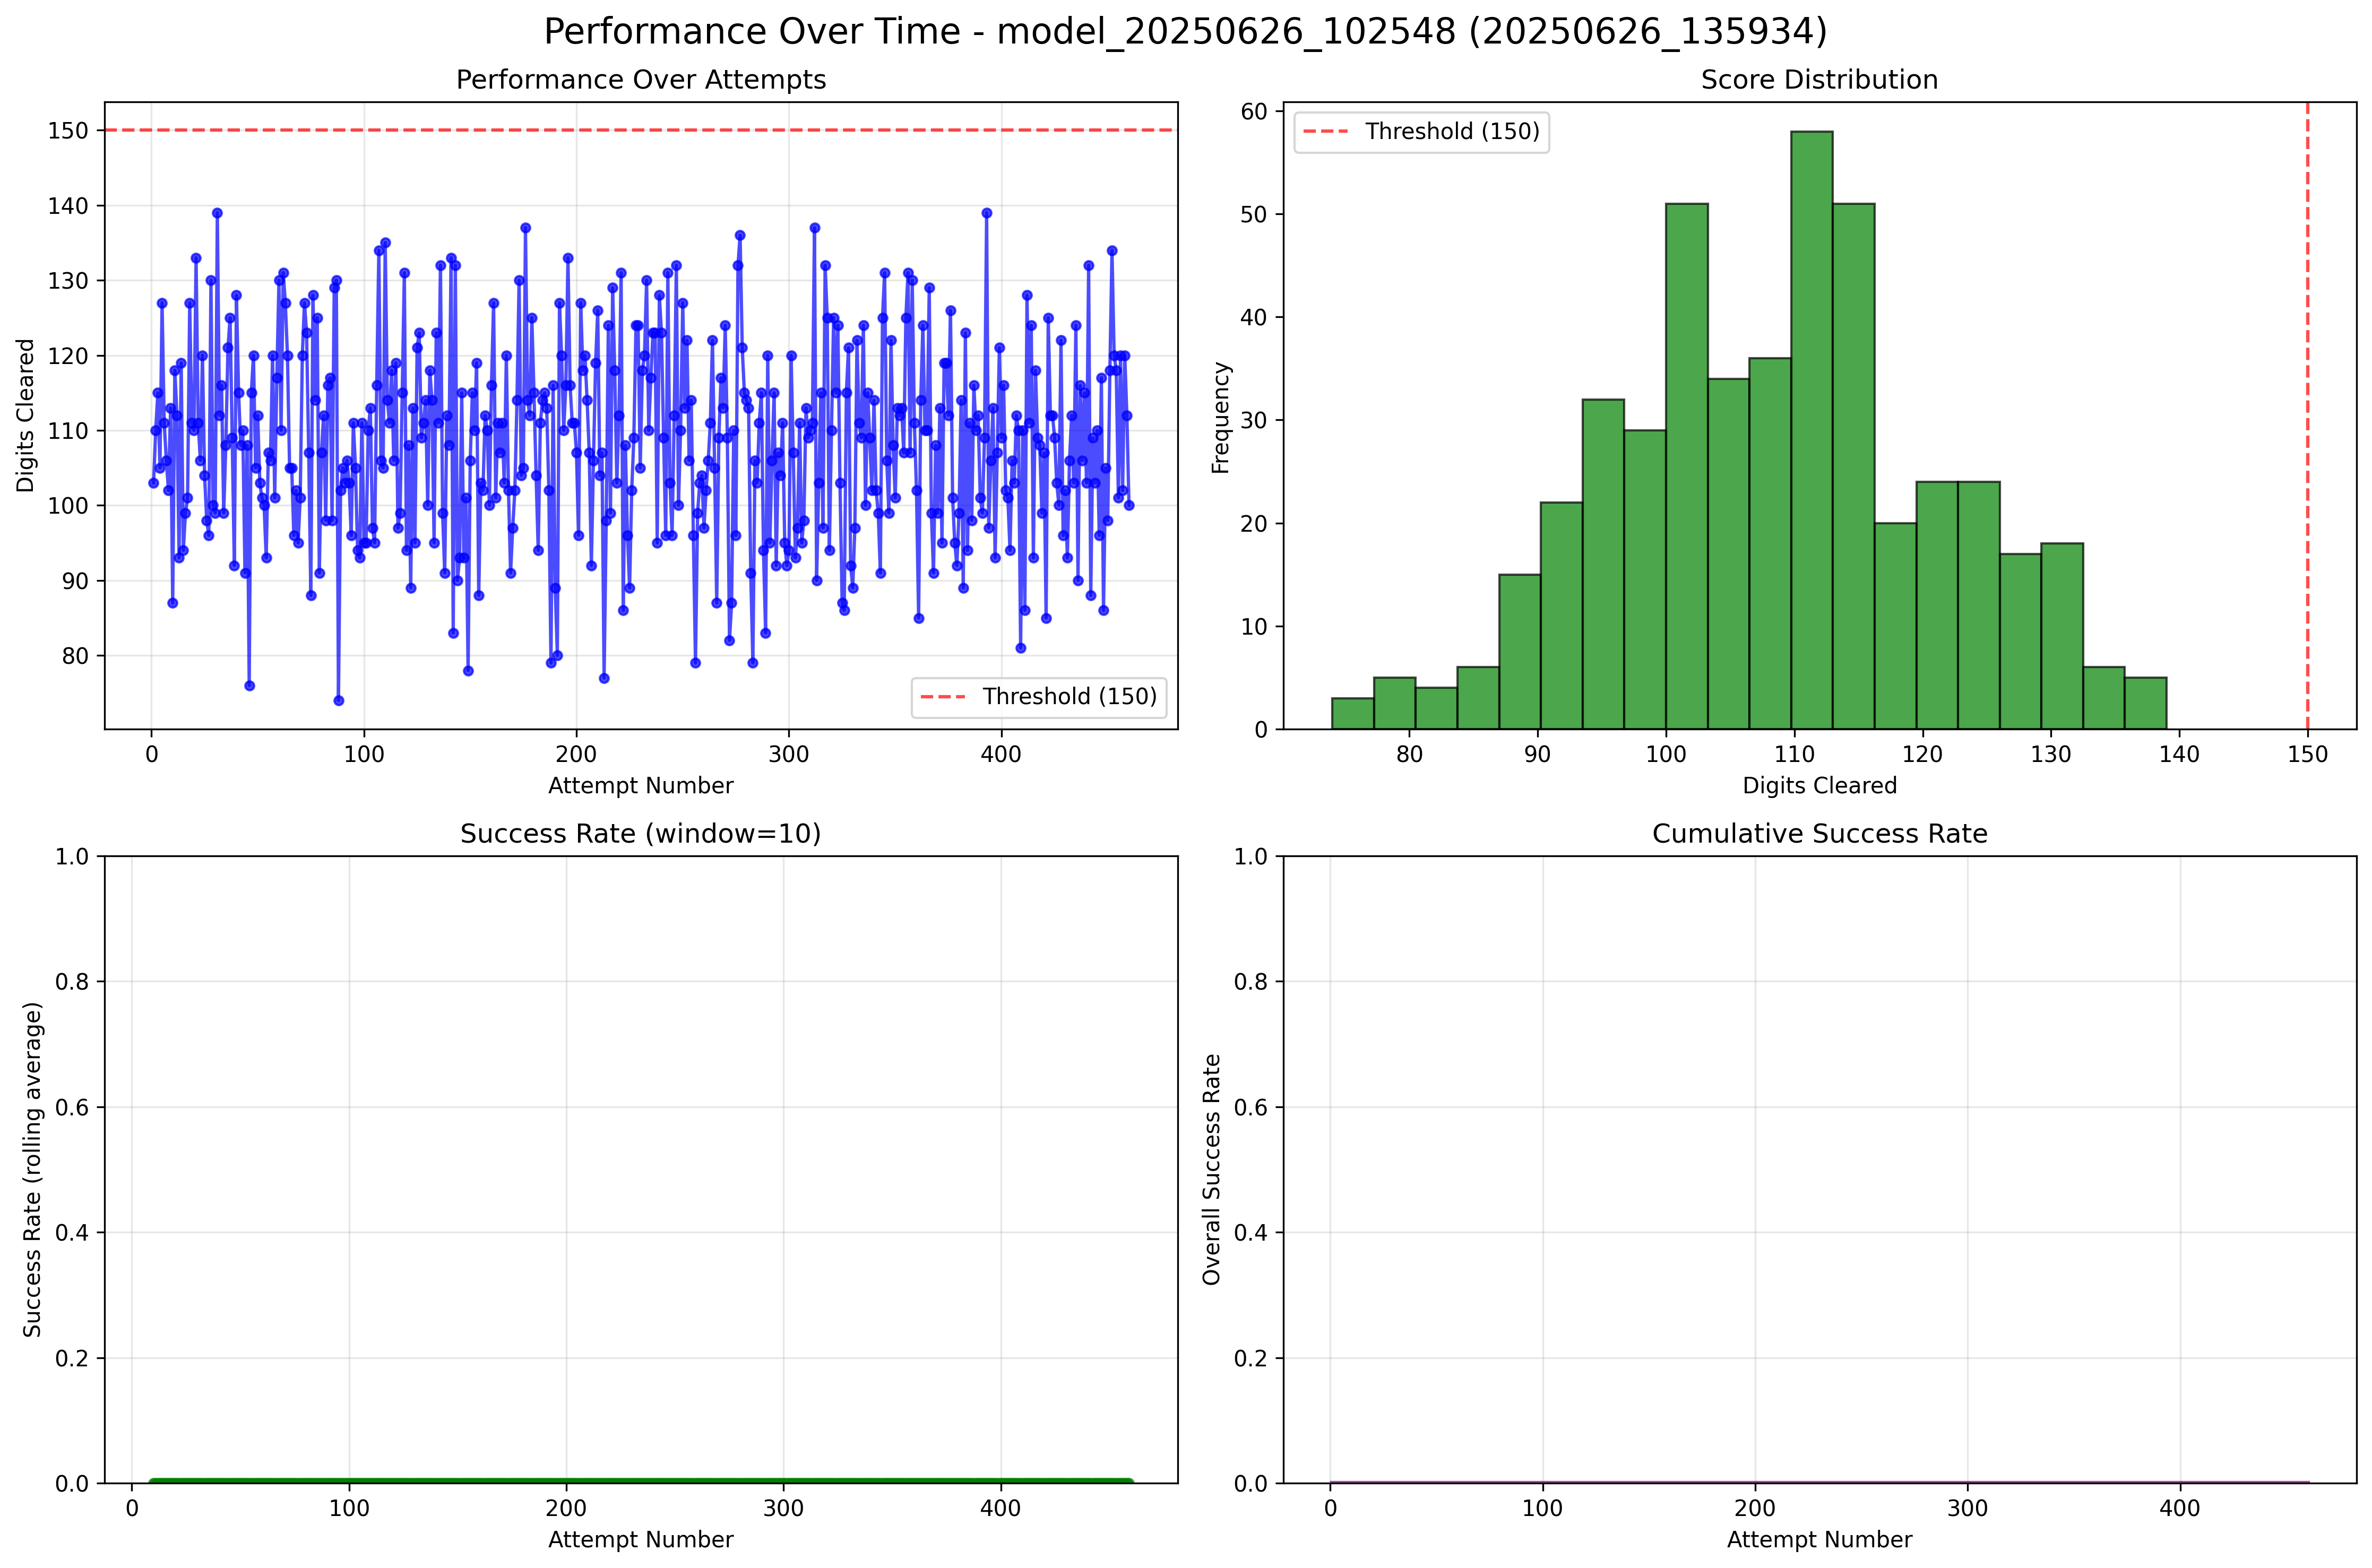 Performance Over Time - model_20250626_102548 (20250626_135934)
Performance Over Attempts
150
140
130
120
110
100
90
80
Digits Cleared
Threshold (150)
0 100 200 300 400
Attempt Number
Score Distribution
Threshold (150)
60
50
40
30
20
10
0
Frequency
80 90 100 110 120 130 140 150
Digits Cleared
Success Rate (window=10)
1.0
0.8
0.6
0.4
0.2
0.0
Success Rate (rolling average)
0 100 200 300 400
Attempt Number
Cumulative Success Rate
1.0
0.8
0.6
0.4
0.2
0.0
Overall Success Rate
0 100 200 300 400
Attempt Number